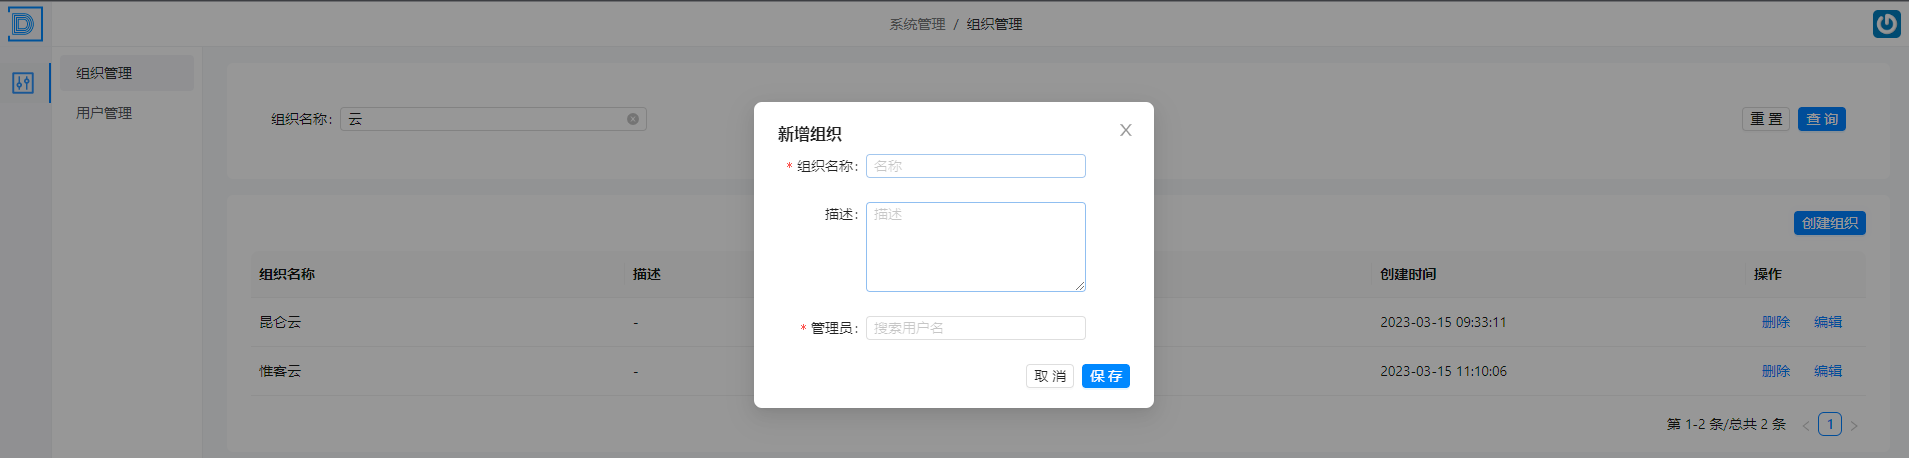 系统管理 / 组织管理
组织管理
用户管理
组织名称: 云
重 置 查 询
创建组织
组织名称 描述 创建时间 操作
昆仑云 - 2023-03-15 09:33:11 删除 编辑
惟客云 - 2023-03-15 11:10:06 删除 编辑
第 1-2 条/总共 2 条 < 1 >
新增组织
* 组织名称: 名称
描述: 描述
* 管理员: 搜索用户名
取 消 保 存